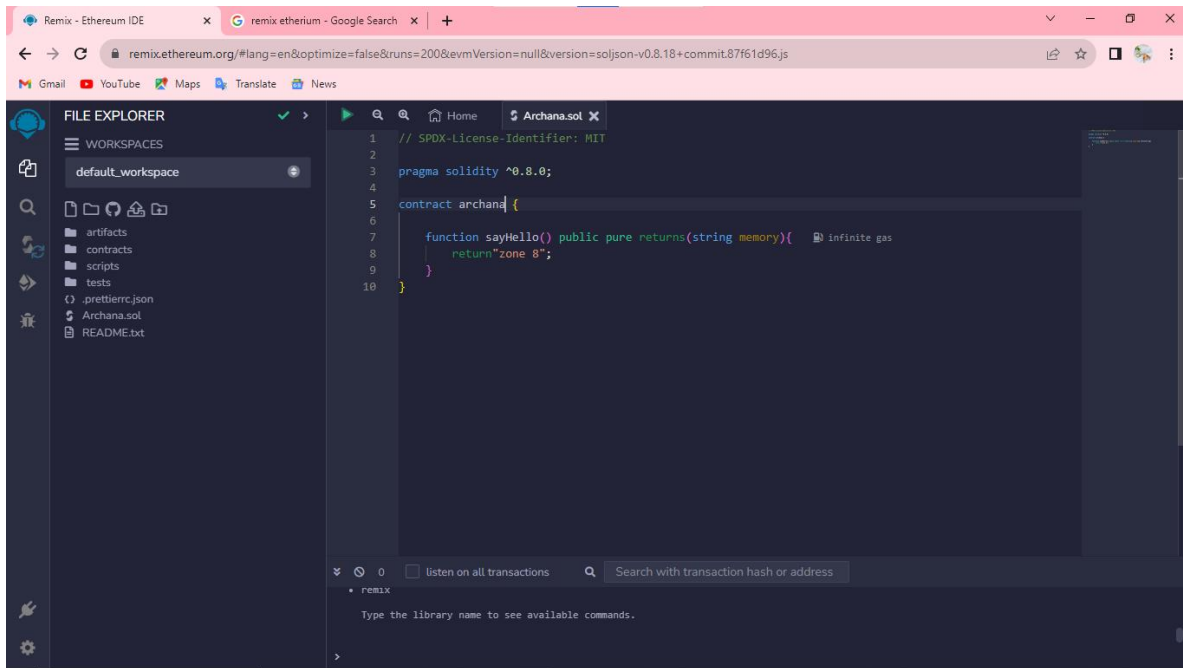 Remix - Ethereum IDE
remix etherium - Google Search
remix.ethereum.org/#lang=en&optimize=false&runs=200&evmVersion=null&version=soljson-v0.8.18+commit.87f61d96.js
Gmail YouTube Maps Translate News
FILE EXPLORER
WORKSPACES
default_workspace
artifacts
contracts
scripts
tests
.prettierrc.json
Archana.sol
README.txt
Home Archana.sol
1 // SPDX-License-Identifier: MIT
2
3 pragma solidity ^0.8.0;
4
5 contract archana {
6
7 function sayHello() public pure returns(string memory){ infinite gas
8 return"zone 8";
9 }
10 }
0 listen on all transactions Search with transaction hash or address
• remix
Type the library name to see available commands.
>